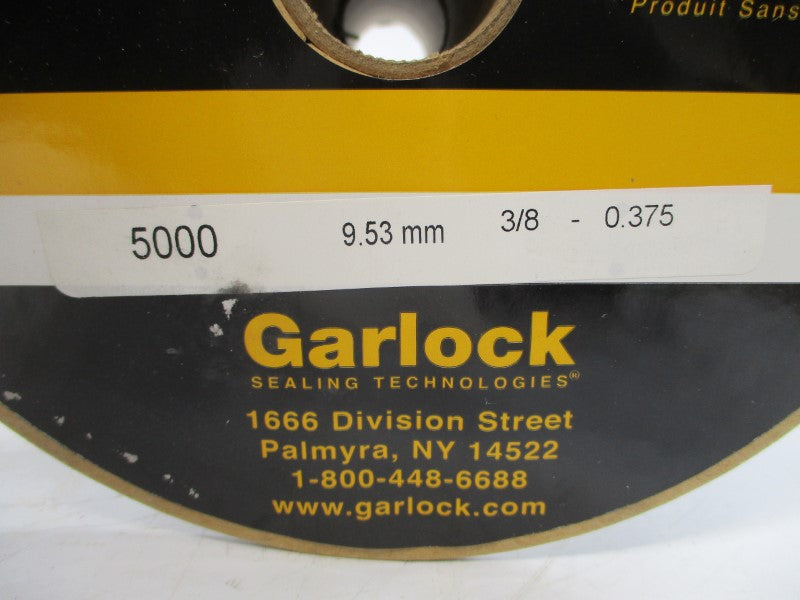 Produit Sans
5000 9.53 mm 3/8 - 0.375
Garlock
SEALING TECHNOLOGIES®
1666 Division Street
Palmyra, NY 14522
1-800-448-6688
www.garlock.com